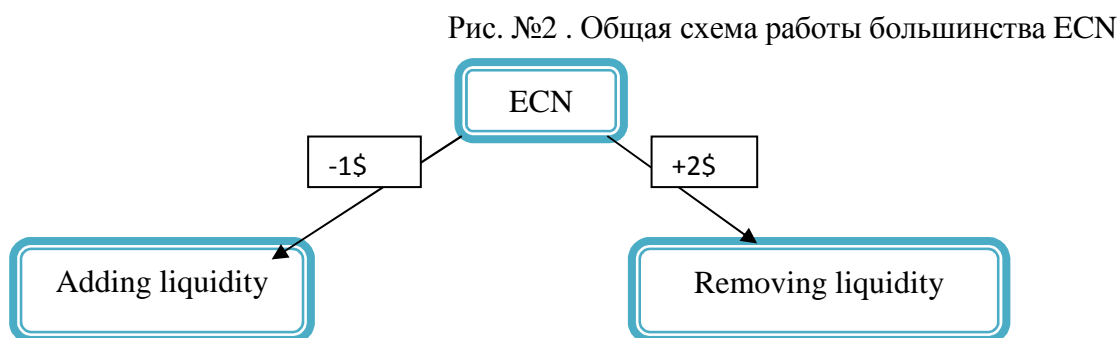 Рис. №2 . Общая схема работы большинства ECN
ECN
-1$
+2$
Adding liquidity
Removing liquidity